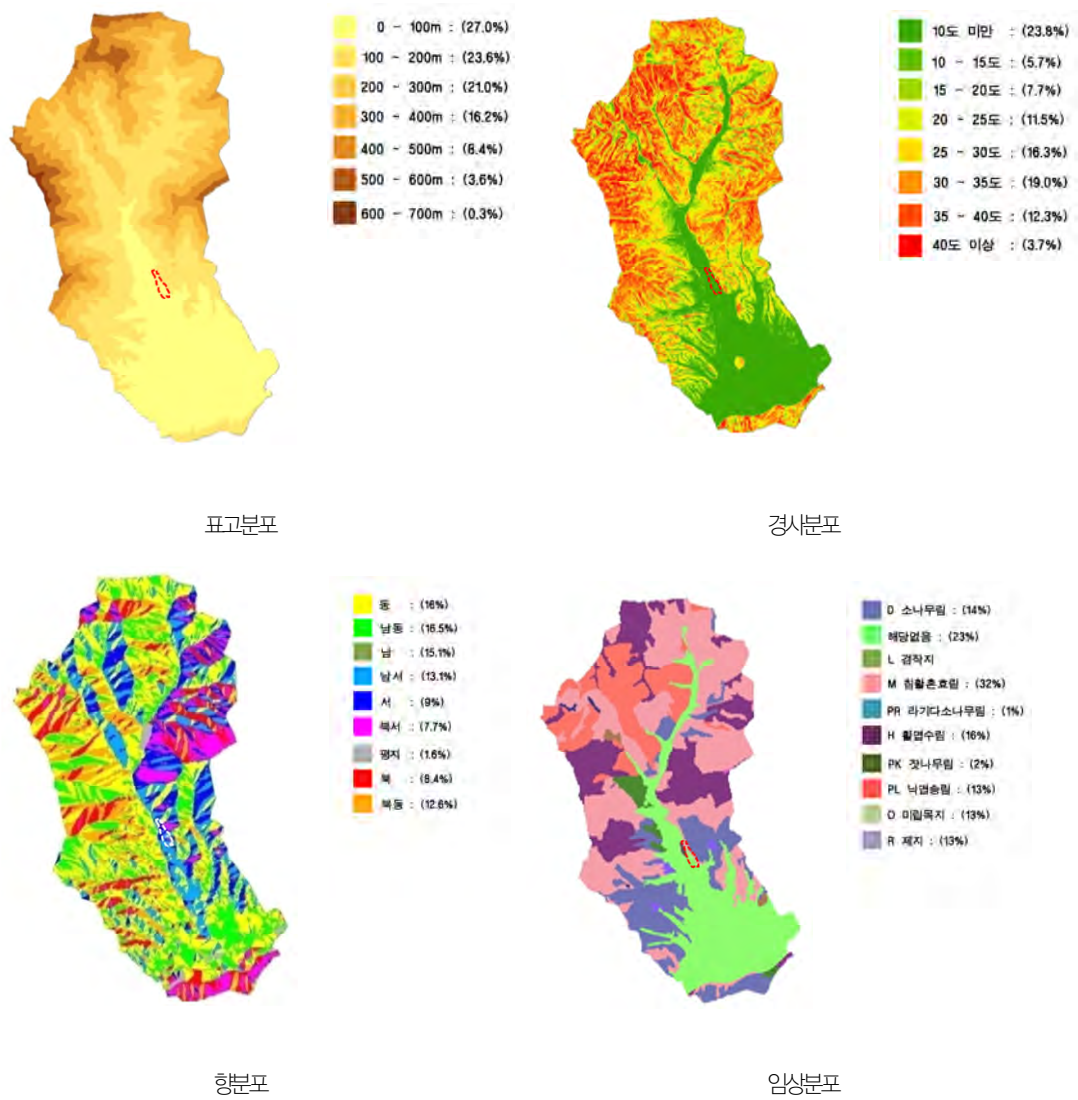 0 - 100m : (27.0%)
100 - 200m : (23.6%)
200 - 300m : (21.0%)
300 - 400m : (16.2%)
400 - 500m : (8.4%)
500 - 600m : (3.6%)
600 - 700m : (0.3%)
표고분포
10도 미만 : (23.8%)
10 - 15도 : (5.7%)
15 - 20도 : (7.7%)
20 - 25도 : (11.5%)
25 - 30도 : (16.3%)
30 - 35도 : (19.0%)
35 - 40도 : (12.3%)
40도 이상 : (3.7%)
경사분포
동 : (16%)
남동 : (16.5%)
남 : (15.1%)
남서 : (13.1%)
서 : (9%)
북서 : (7.7%)
평지 : (1.6%)
북 : (8.4%)
북동 : (12.6%)
향분포
D 소나무림 : (14%)
해당없음 : (23%)
L 경작지
M 침활혼효림 : (32%)
PR 리기다소나무림 : (1%)
H 활엽수림 : (16%)
PK 잣나무림 : (2%)
PL 낙엽송림 : (13%)
O 미립목지 : (13%)
R 제지 : (13%)
임상분포